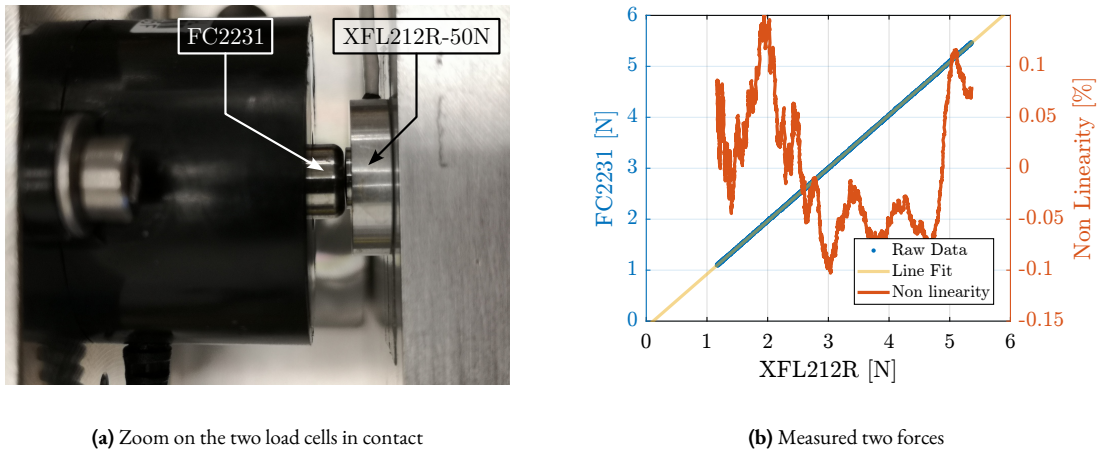 FC2231
XFL212R-50N
(a) Zoom on the two load cells in contact
6
5
4
3
2
1
0
FC2231 [N]
0.1
0.05
0
-0.05
-0.1
-0.15
Non Linearity [%]
Raw Data
Line Fit
Non linearity
0 1 2 3 4 5 6
XFL212R [N]
(b) Measured two forces